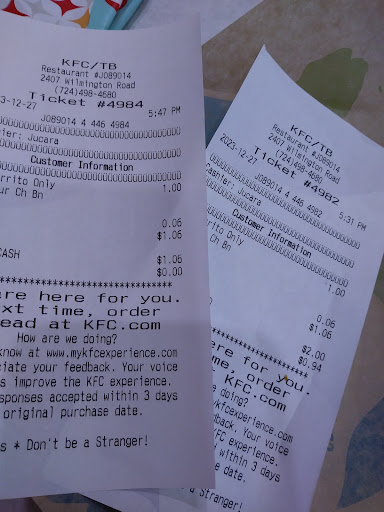 KFC/TB
Restaurant #J089014
2407 Wilmington Road
(724)498-4680
Ticket #4984
3-12-27 5:47 PM
J089014 4 446 4984
ier: Jucara
Customer Information
rrito Only 1.00
ur Ch Bn
0.06
$1.06
CASH $1.06
$0.00
****************************
are here for you.
xt time, order
ead at KFC.com
How are we doing?
know at www.mykfcexperience.com
ciate your feedback. Your voice
s improve the KFC experience.
sponses accepted within 3 days
original purchase date.
s * Don't be a Stranger!
KFC/TB
Restaurant #J089014
2407 Wilmington Road
(724)498-4680
Ticket #4982
2023-12-27 5:31 PM
J089014 4 446 4982
Cashier: Jucara
Customer Information
rito Only 1.00
Ch Bn
0.06
$1.06
$2.00
$0.94
********************
ere for you.
me, order
KFC.com
doing?
kfcexperience.com
dback. Your voice
FC experience.
within 3 days
e date.
a Stranger!